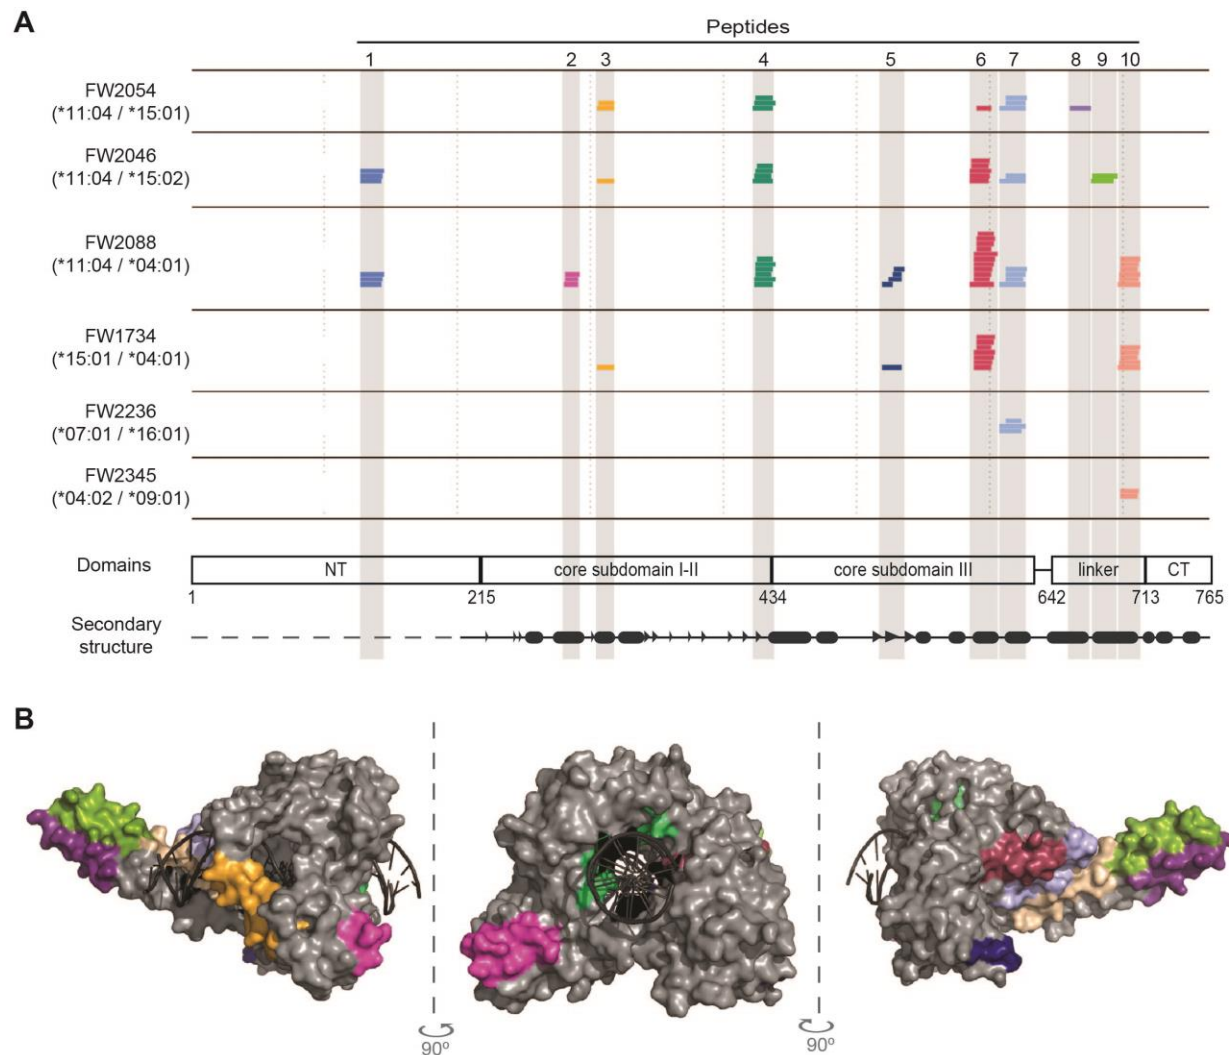 A
Peptides
1 2 3 4 5 6 7 8 9 10
FW2054
(*11:04 / *15:01)
FW2046
(*11:04 / *15:02)
FW2088
(*11:04 / *04:01)
FW1734
(*15:01 / *04:01)
FW2236
(*07:01 / *16:01)
FW2345
(*04:02 / *09:01)
Domains NT core subdomain I-II core subdomain III linker CT
1 215 434 642 713 765
Secondary
structure
B
90º 90º